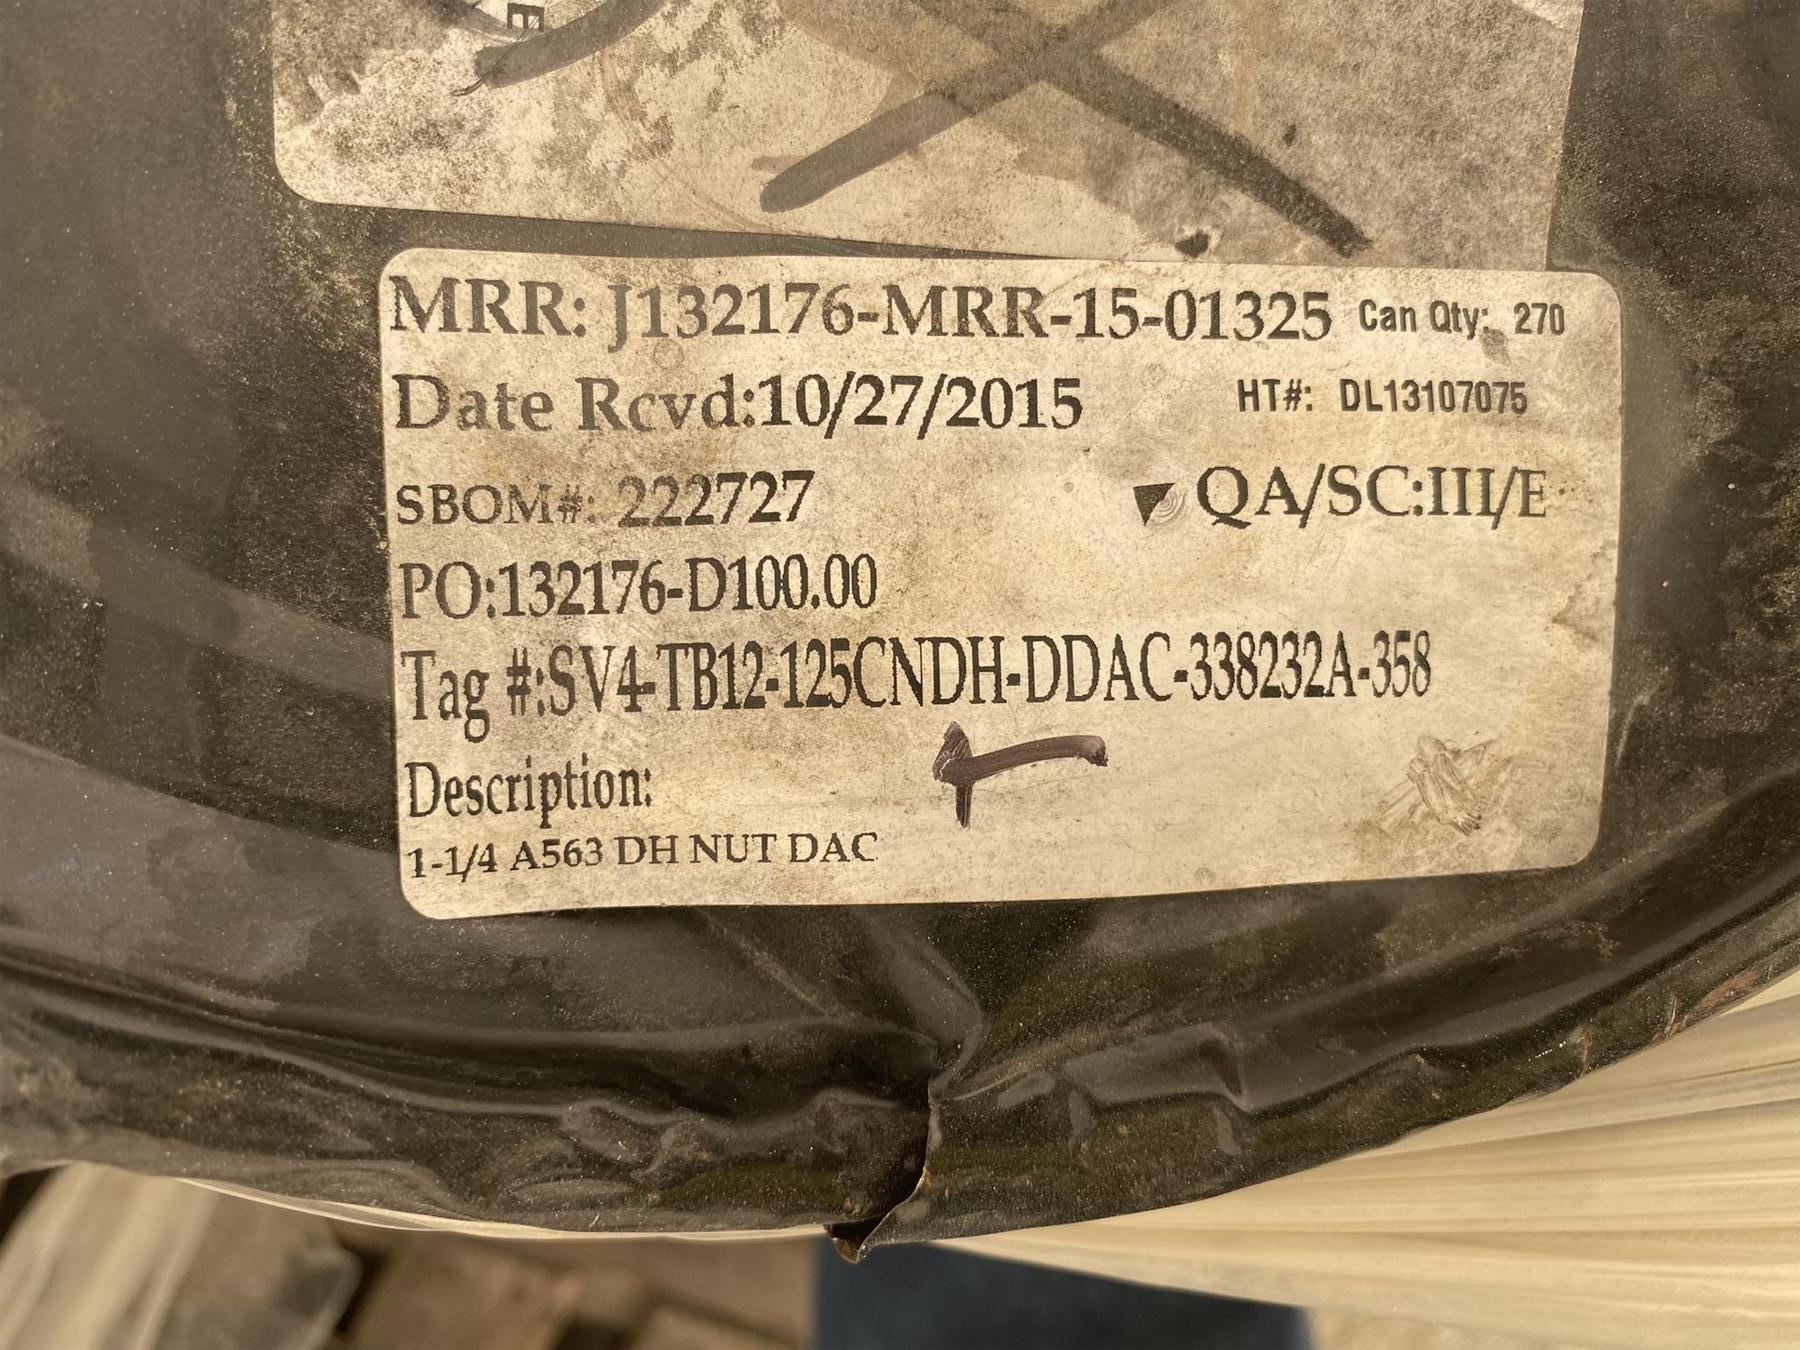 E
MRR: J132176-MRR-15-01325 Can Qty: 270
Date Rcvd:10/27/2015 HT#: DL13107075
SBOM#: 222727 QA/SC:III/E
PO:132176-D100.00
Tag #:SV4-TB12-125CNDH-DDAC-338232A-358
Description:
1-1/4 A563 DH NUT DAC